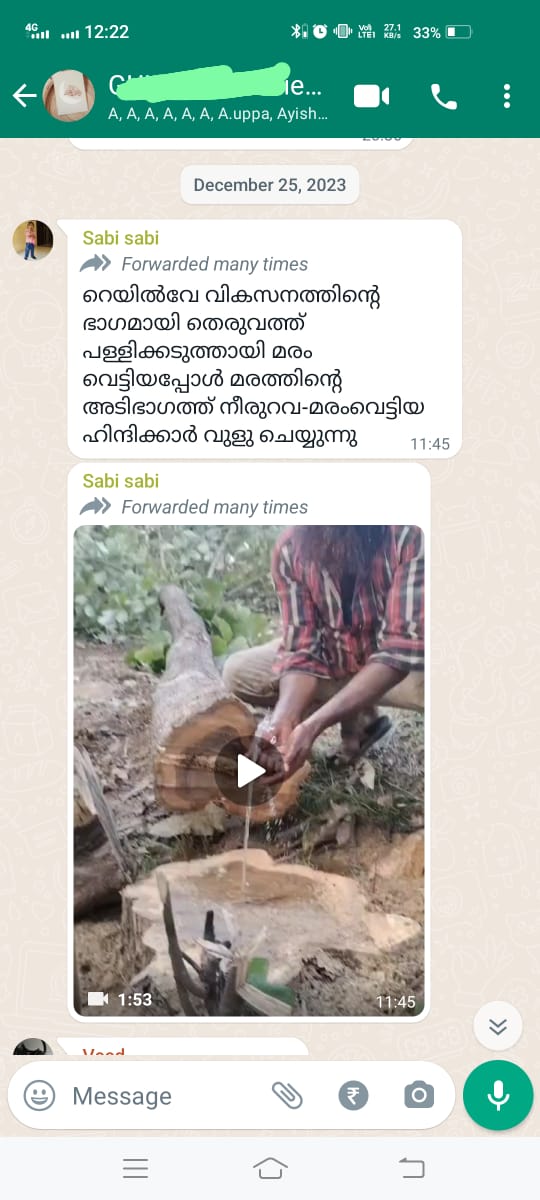 4G 12:22 Vo) LTE1 27.1 KB/s 33%
A, A, A, A, A, A, A.uppa, Ayish...
December 25, 2023
Sabi sabi
Forwarded many times
റെയിൽവേ വികസനത്തിന്റെ
ഭാഗമായി തെരുവത്ത്
പള്ളിക്കടുത്തായി മരം
വെട്ടിയപ്പോൾ മരത്തിന്റെ
അടിഭാഗത്ത് നീരുറവ-മരംവെട്ടിയ
ഹിന്ദിക്കാർ വുളു ചെയ്യുന്നു
11:45
Sabi sabi
Forwarded many times
1:53
11:45
Message